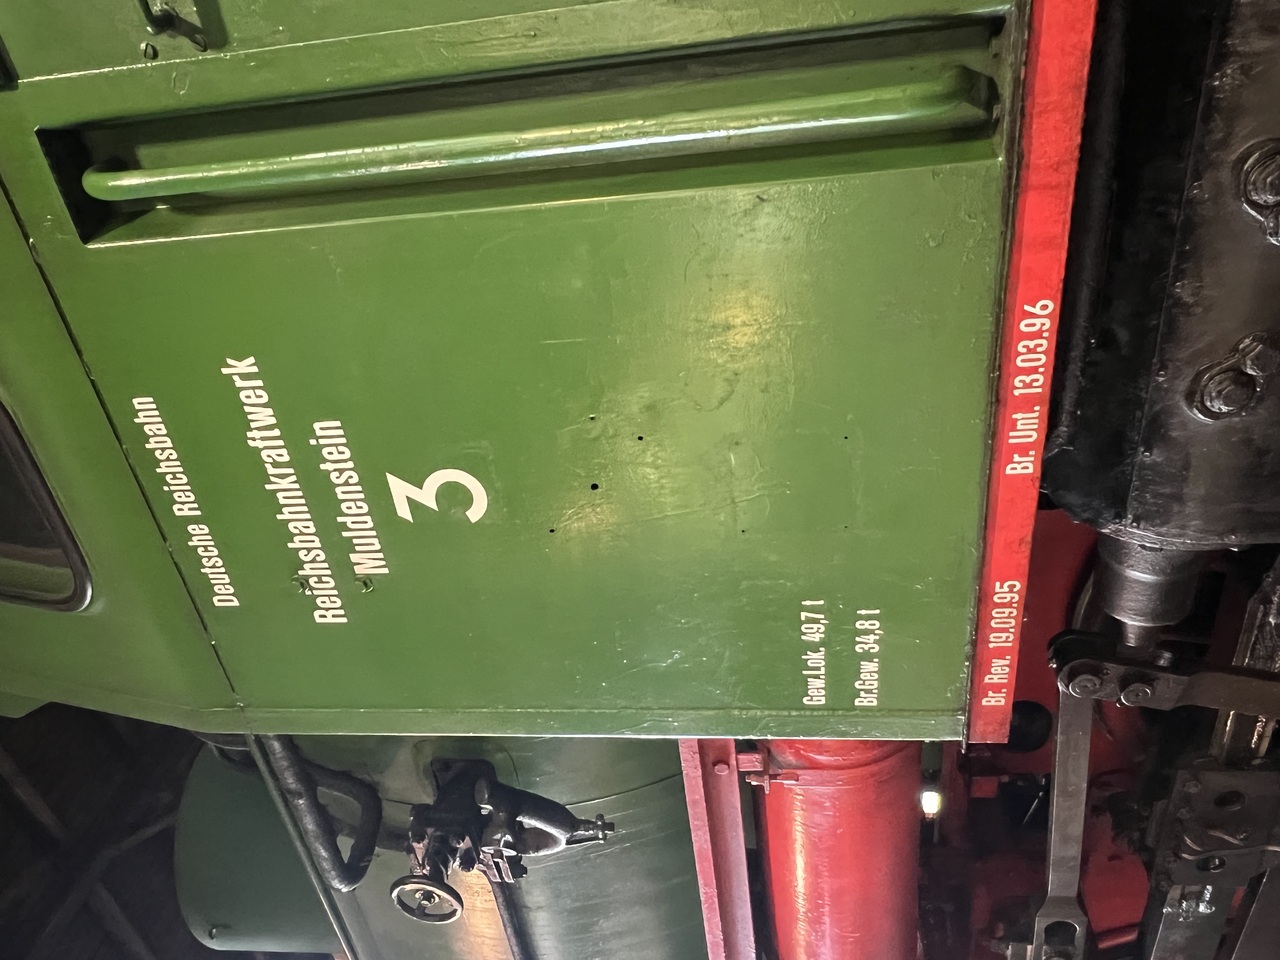 Deutsche Reichsbahn
Reichsbahnkraftwerk
Muldenstein
3
Gew.Lok. 49,7 t
Br.Gew. 34,8 t
Br. Rev. 19.09.95
Br. Unt. 13.03.96